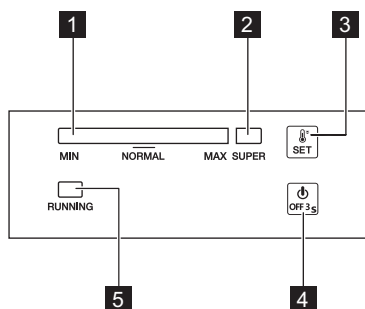 1 2 3
MIN NORMAL MAX SUPER
SET
RUNNING
OFF 3s
5 4